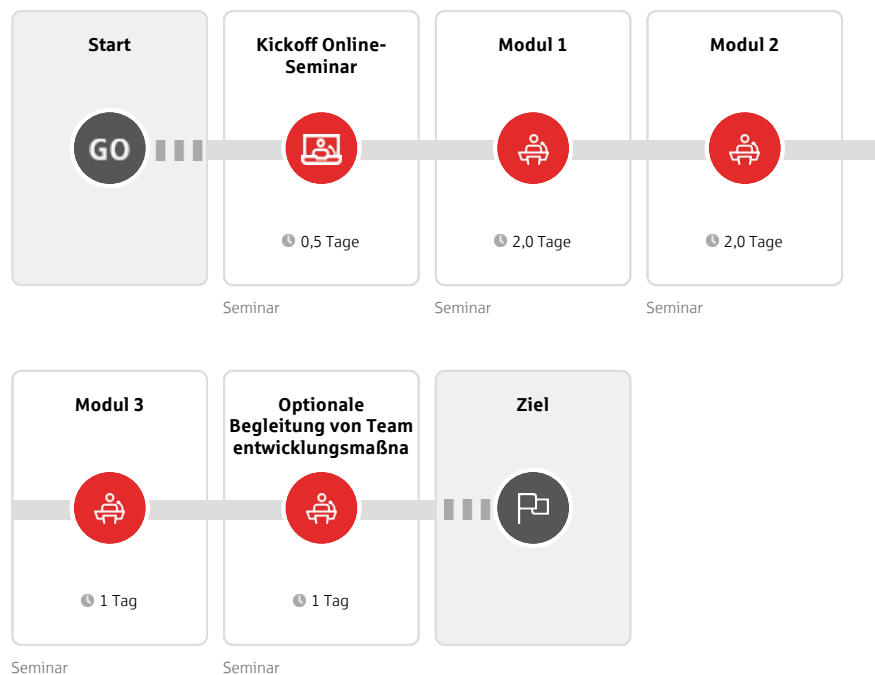 Start
GO
Kickoff Online-
Seminar
0,5 Tage
Seminar
Modul 1
2,0 Tage
Seminar
Modul 2
2,0 Tage
Seminar
Modul 3
1 Tag
Seminar
Optionale
Begleitung von Team
entwicklungsmaßna
1 Tag
Seminar
Ziel